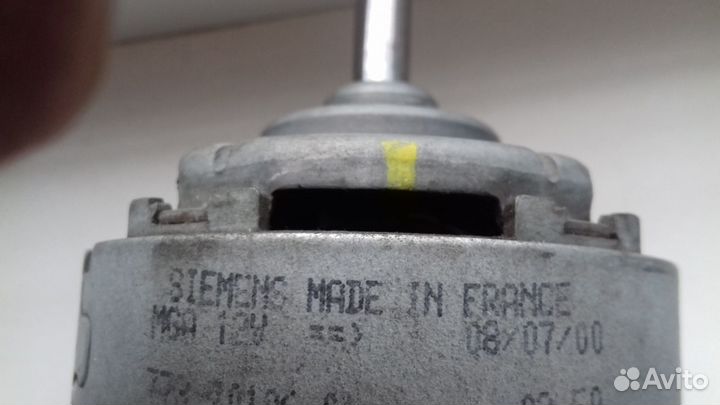 SIEMENS MADE IN FRANCE
MGA 12V ==> 08/07/00
Avito